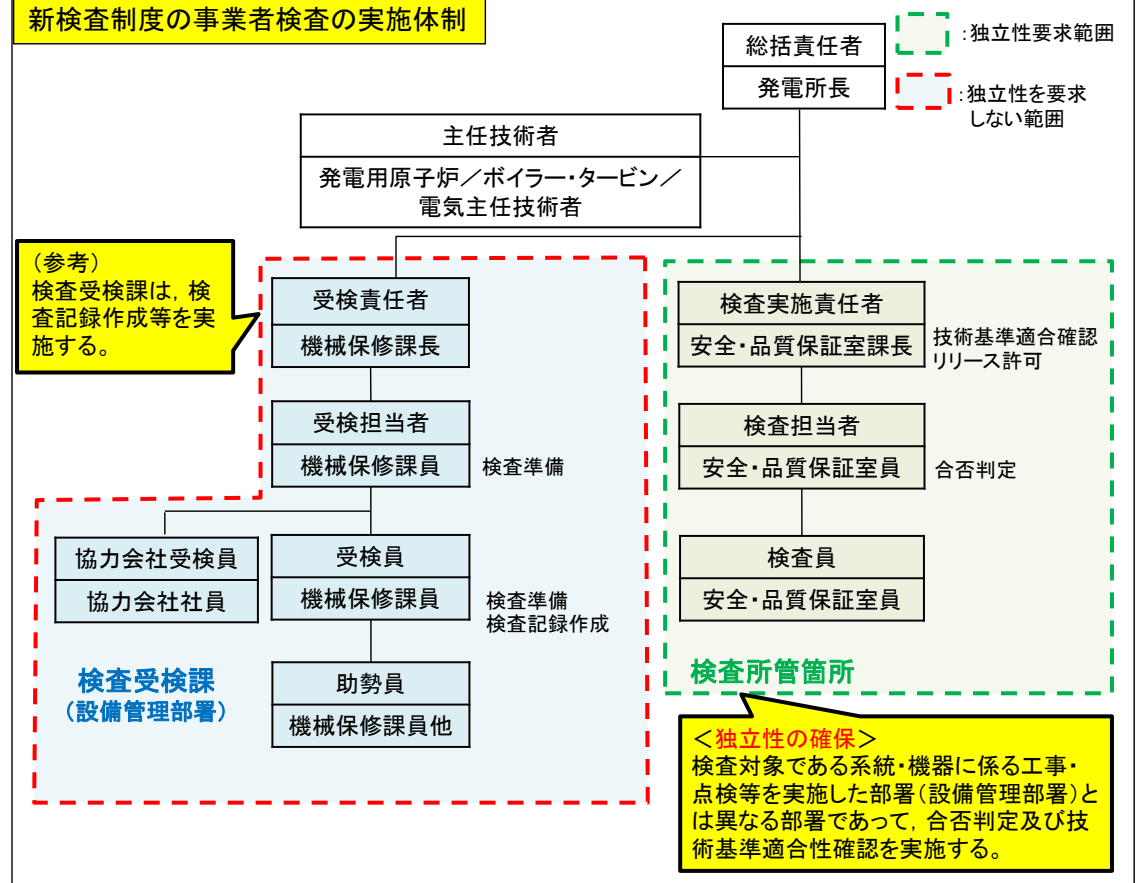 新検査制度の事業者検査の実施体制
総括責任者
発電所長
:独立性要求範囲
:独立性を要求
しない範囲
主任技術者
発電用原子炉／ボイラー・タービン／
電気主任技術者
（参考）
検査受検課は，検
査記録作成等を実
施する。
受検責任者
機械保修課長
検査実施責任者
安全・品質保証室課長
技術基準適合確認
リリース許可
受検担当者
機械保修課員
検査準備
検査担当者
安全・品質保証室員
合否判定
協力会社受検員
協力会社社員
受検員
機械保修課員
検査準備
検査記録作成
検査員
安全・品質保証室員
検査受検課
（設備管理部署）
助勢員
機械保修課員他
検査所管箇所
＜独立性の確保＞
検査対象である系統・機器に係る工事・
点検等を実施した部署（設備管理部署）と
は異なる部署であって，合否判定及び技
術基準適合性確認を実施する。